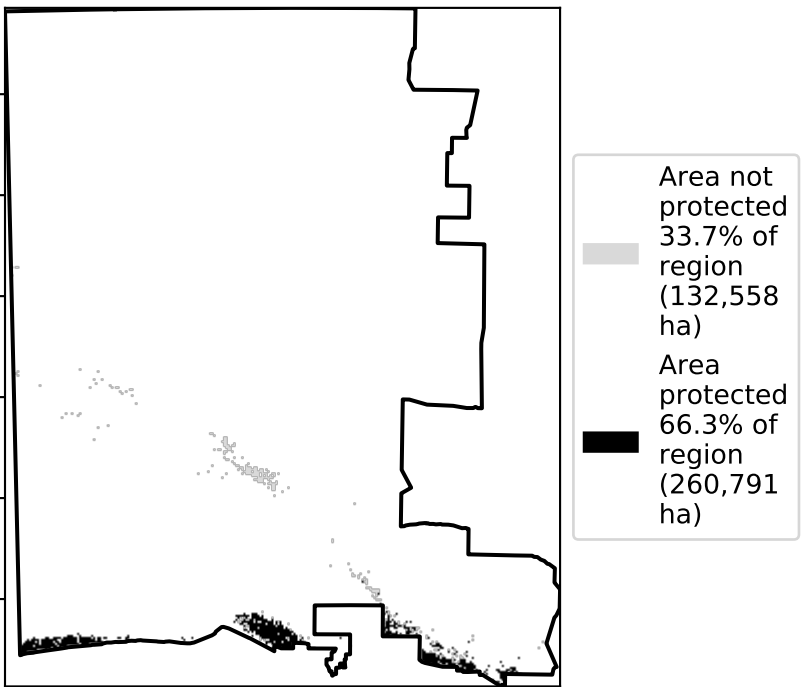 Area not
protected
33.7% of
region
(132,558
ha)
Area
protected
66.3% of
region
(260,791
ha)